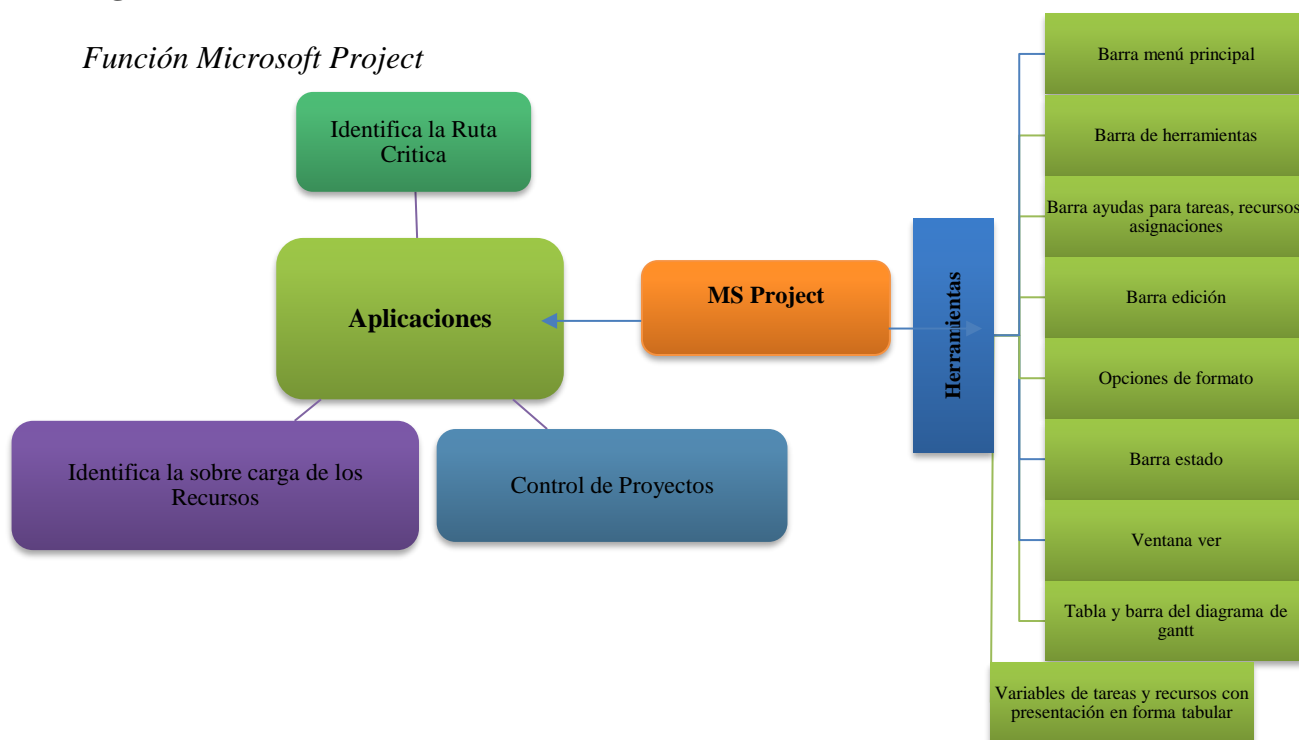 Función Microsoft Project
Identifica la Ruta
Critica
Aplicaciones
MS Project
Identifica la sobre carga de los
Recursos
Control de Proyectos
Herramientas
Barra menú principal
Barra de herramientas
Barra ayudas para tareas, recursos
asignaciones
Barra edición
Opciones de formato
Barra estado
Ventana ver
Tabla y barra del diagrama de
gantt
Variables de tareas y recursos con
presentación en forma tabular